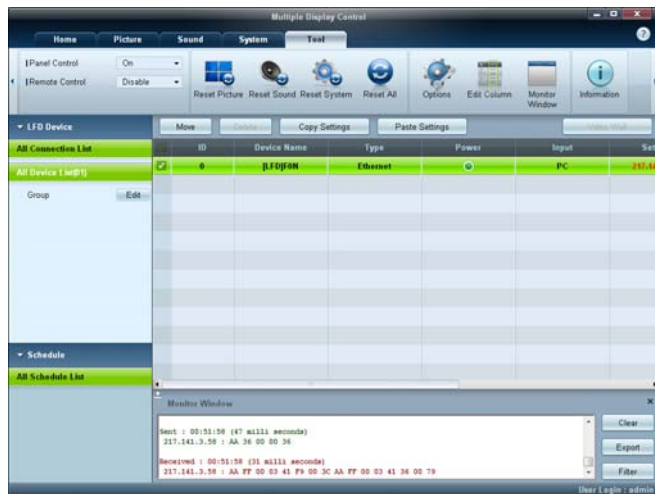 Multiple Display Control
Home Picture Sound System Tool
Panel Control On
Remote Control Disable
Reset Picture Reset Sound Reset System Reset All Options Edit Column Monitor Window Information
LFD Device
Move Delete Copy Settings Paste Settings Video Wall
All Connection List
ID Device Name Type Power Input Set
All Device List(01)
0 [LFD]F0N Ethernet PC 217.1
Group Edit
Schedule
All Schedule List
Monitor Window
Sent : 00:51:58 (47 milli seconds)
217.141.3.58 : AA 36 00 00 36
Received : 00:51:58 (31 milli seconds)
217.141.3.58 : AA FF 00 03 41 F9 00 3C AA FF 00 03 41 36 00 79
Clear
Export
Filter
User Login : admin